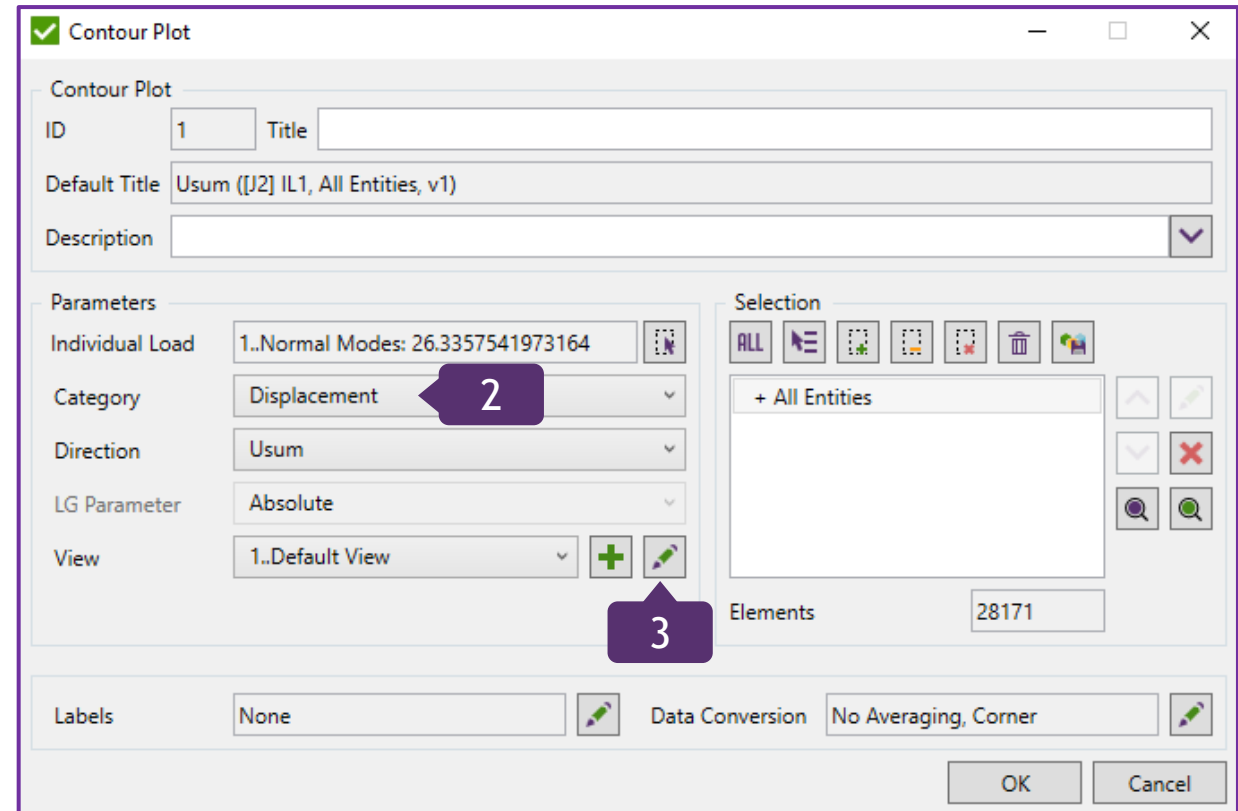 Contour Plot
Contour Plot
ID 1 Title
Default Title Usum ([J2] IL1, All Entities, v1)
Description
Parameters
Individual Load 1..Normal Modes: 26.3357541973164
Category Displacement 2
Direction Usum
LG Parameter Absolute
View 1..Default View
3
Selection
ALL
+ All Entities
Elements 28171
Labels None Data Conversion No Averaging, Corner
OK Cancel